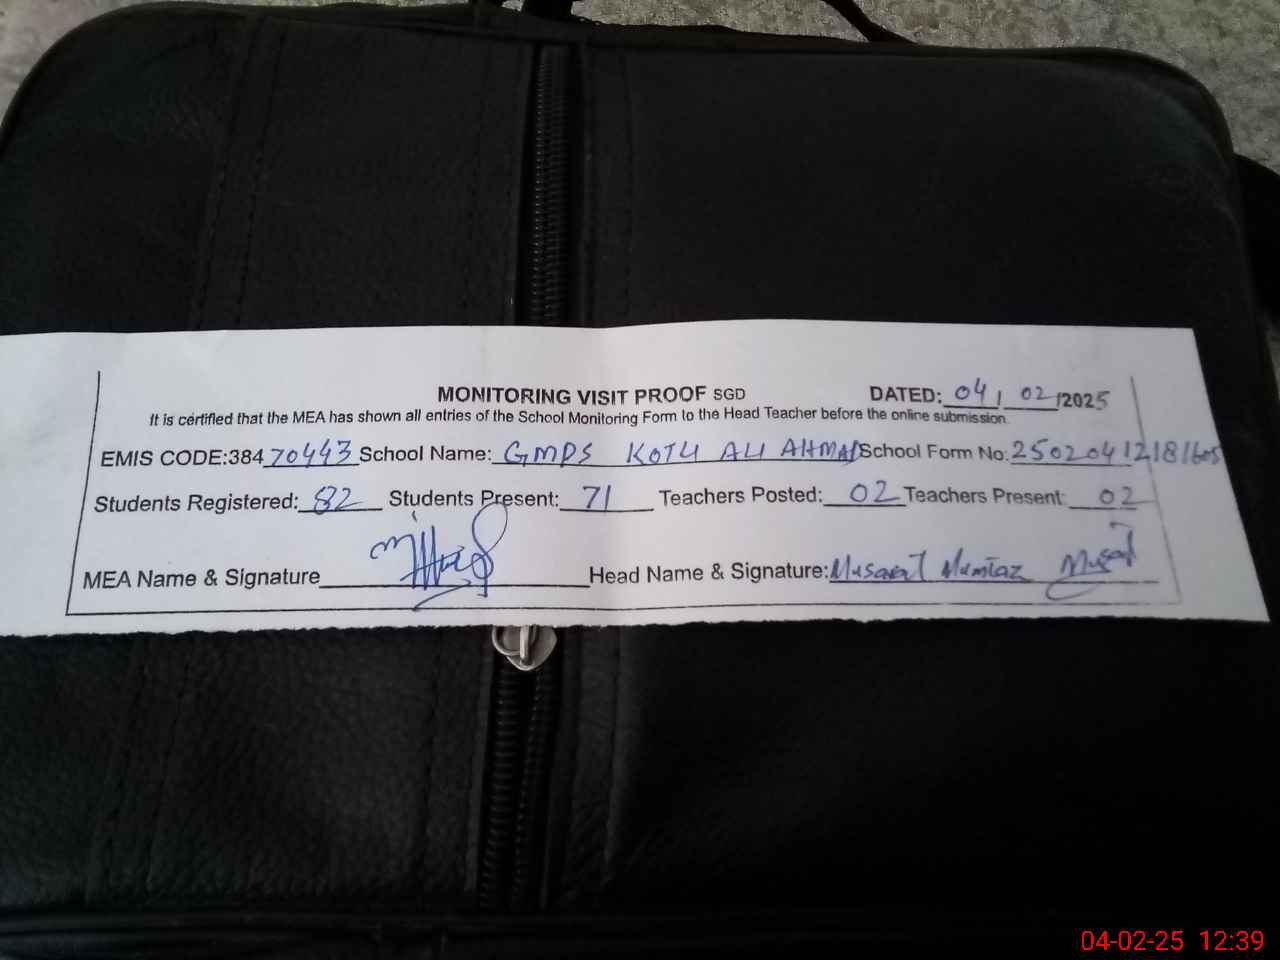 MONITORING VISIT PROOF SGD DATED: 04/02/2025
It is certified that the MEA has shown all entries of the School Monitoring Form to the Head Teacher before the online submission.
EMIS CODE:38470443 School Name: GMPS KOTLI ALI AHMAD School Form No: 25020412181605
Students Registered: 82 Students Present: 71 Teachers Posted: 02 Teachers Present: 02
MEA Name & Signature Head Name & Signature: Musarat Mumtaz Musarat
04-02-25 12:39